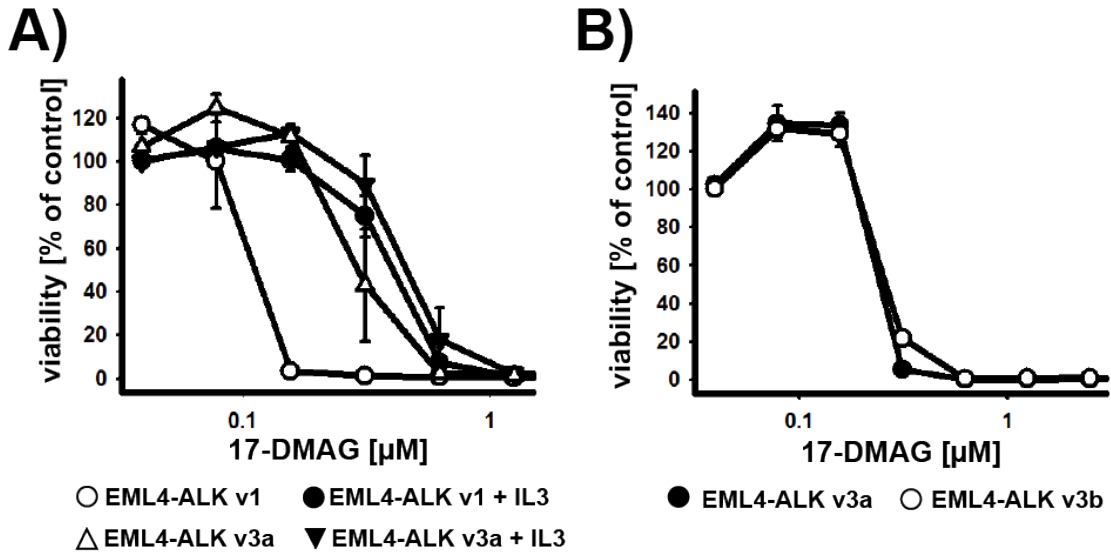 A)
B)
viability [% of control]
120
100
80
60
40
20
0
0.1
1
17-DMAG [µM]
EML4-ALK v1
EML4-ALK v1 + IL3
EML4-ALK v3a
EML4-ALK v3a + IL3
viability [% of control]
140
120
100
80
60
40
20
0
0.1
1
17-DMAG [µM]
EML4-ALK v3a
EML4-ALK v3b